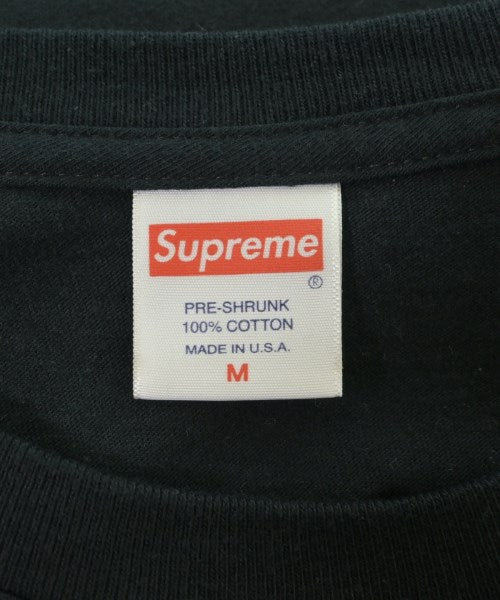 Supreme
®
PRE-SHRUNK
100% COTTON
MADE IN U.S.A.
M